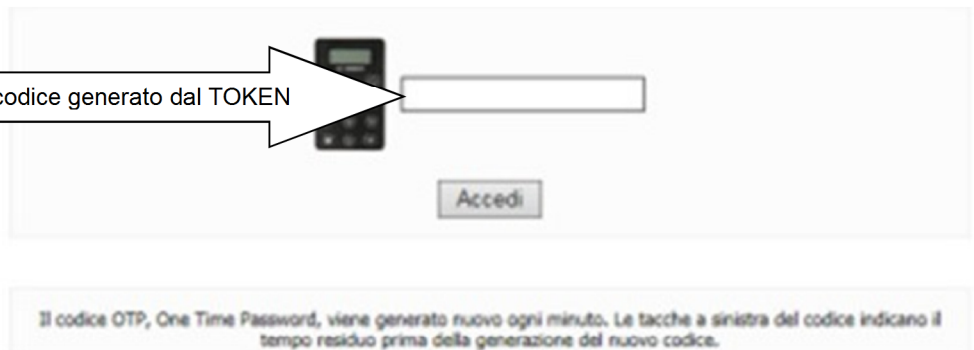 codice generato dal TOKEN
Accedi
Il codice OTP, One Time Password, viene generato nuovo ogni minuto. Le tacche a sinistra del codice indicano il
tempo residuo prima della generazione del nuovo codice.